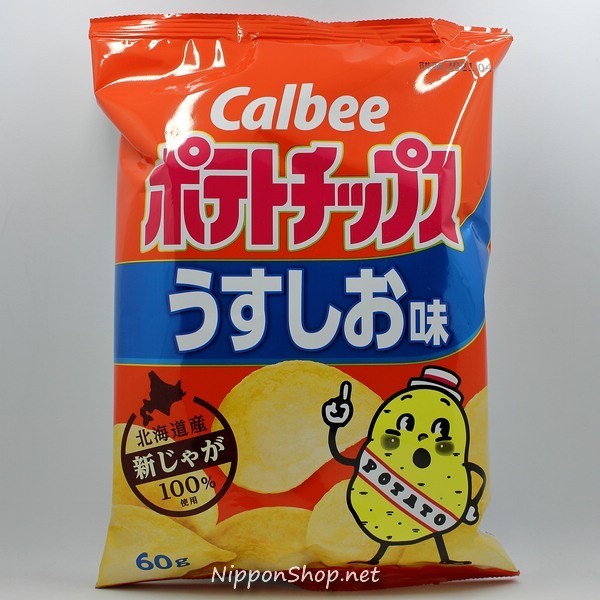 Calbee
ポテトチップス
うすしお味
北海道産
新じゃが
100%
使用
POTATO
60g
NipponShop.net